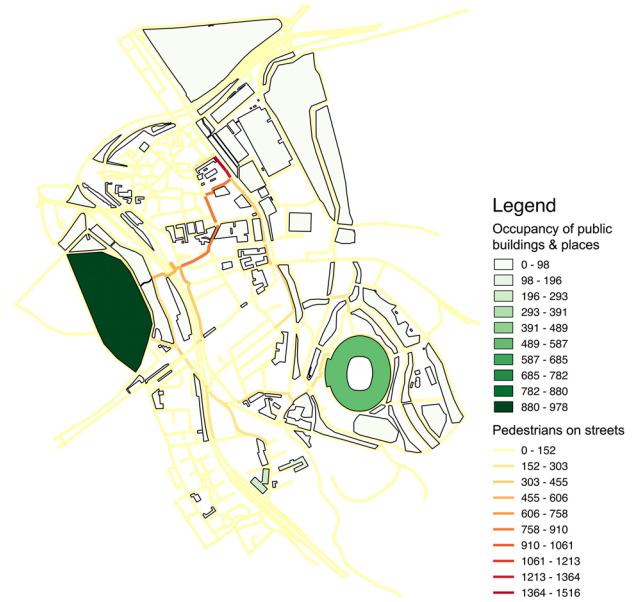 Legend
Occupancy of public
buildings & places
0 - 98
98 - 196
196 - 293
293 - 391
391 - 489
489 - 587
587 - 685
685 - 782
782 - 880
880 - 978
Pedestrians on streets
0 - 152
152 - 303
303 - 455
455 - 606
606 - 758
758 - 910
910 - 1061
1061 - 1213
1213 - 1364
1364 - 1516